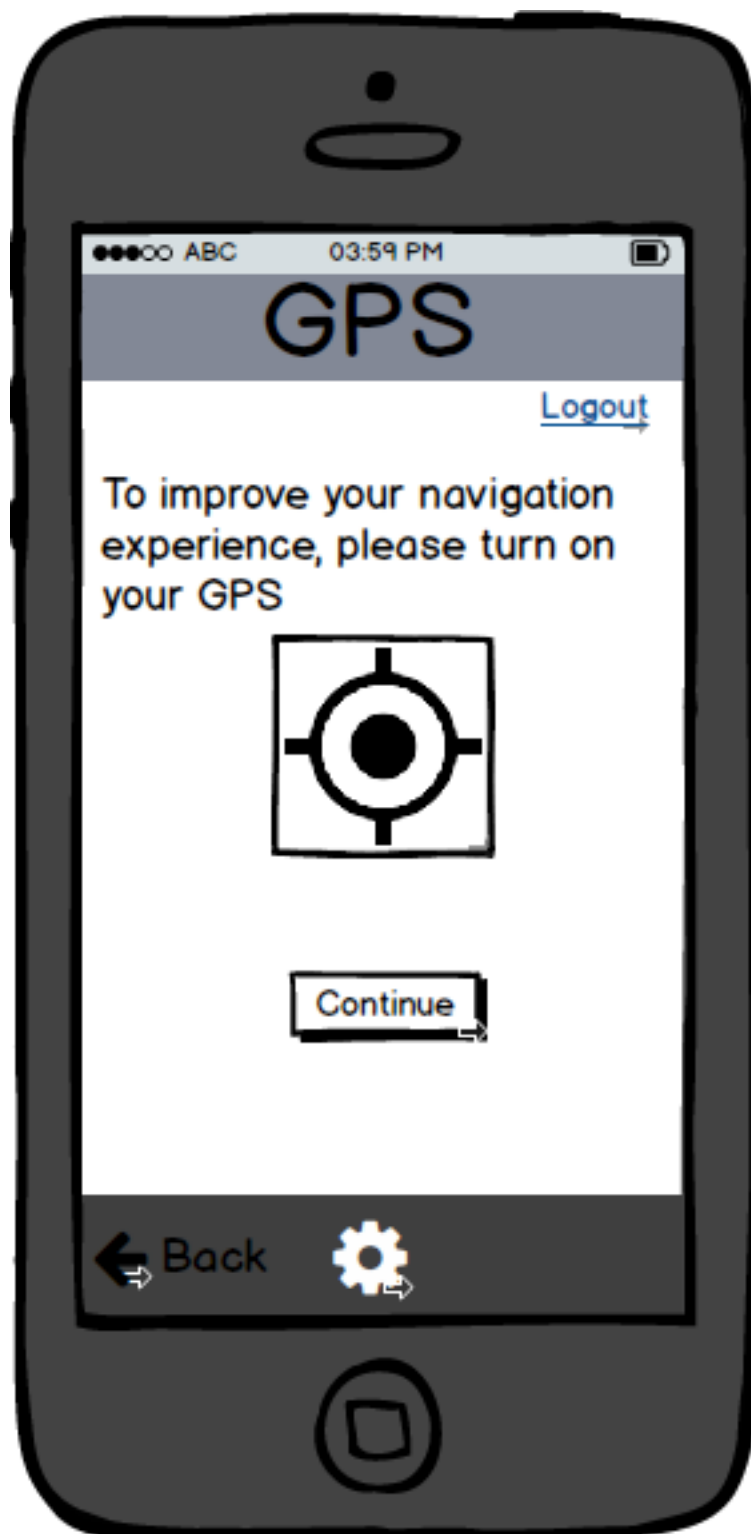 ABC 03:59 PM
GPS
Logout
To improve your navigation
experience, please turn on
your GPS
Continue
Back